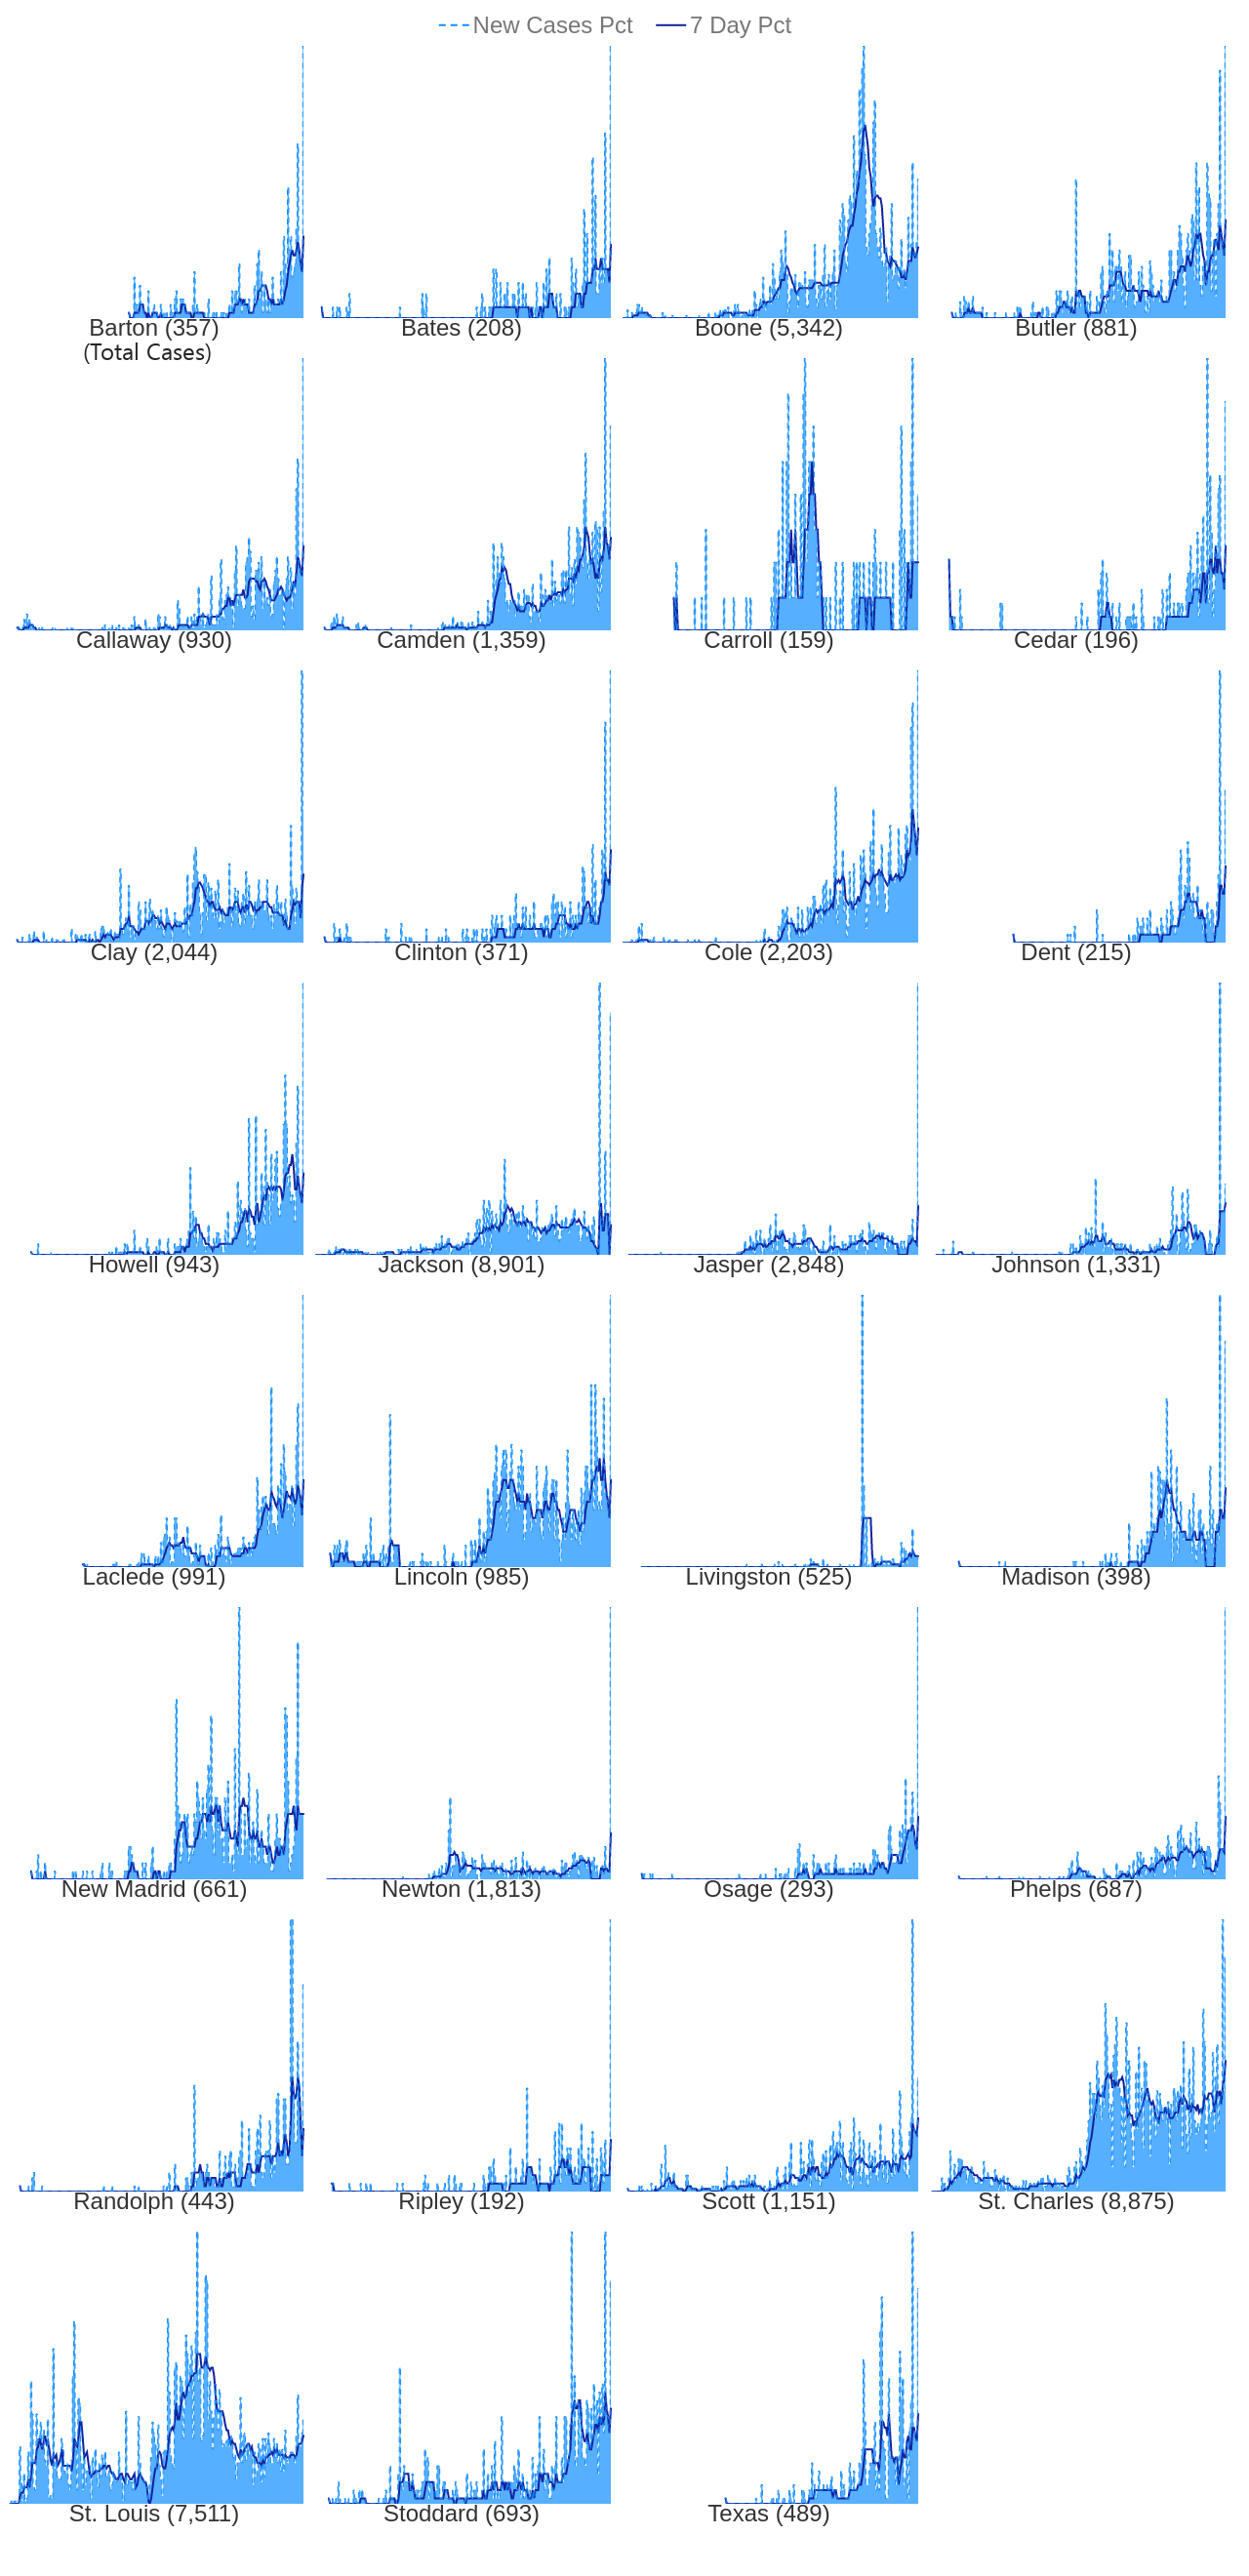 New Cases Pct 7 Day Pct
Barton (357) Bates (208) Boone (5,342) Butler (881)
(Total Cases)
Callaway (930) Camden (1,359) Carroll (159) Cedar (196)
Clay (2,044) Clinton (371) Cole (2,203) Dent (215)
Howell (943) Jackson (8,901) Jasper (2,848) Johnson (1,331)
Laclede (991) Lincoln (985) Livingston (525) Madison (398)
New Madrid (661) Newton (1,813) Osage (293) Phelps (687)
Randolph (443) Ripley (192) Scott (1,151) St. Charles (8,875)
St. Louis (7,511) Stoddard (693) Texas (489)